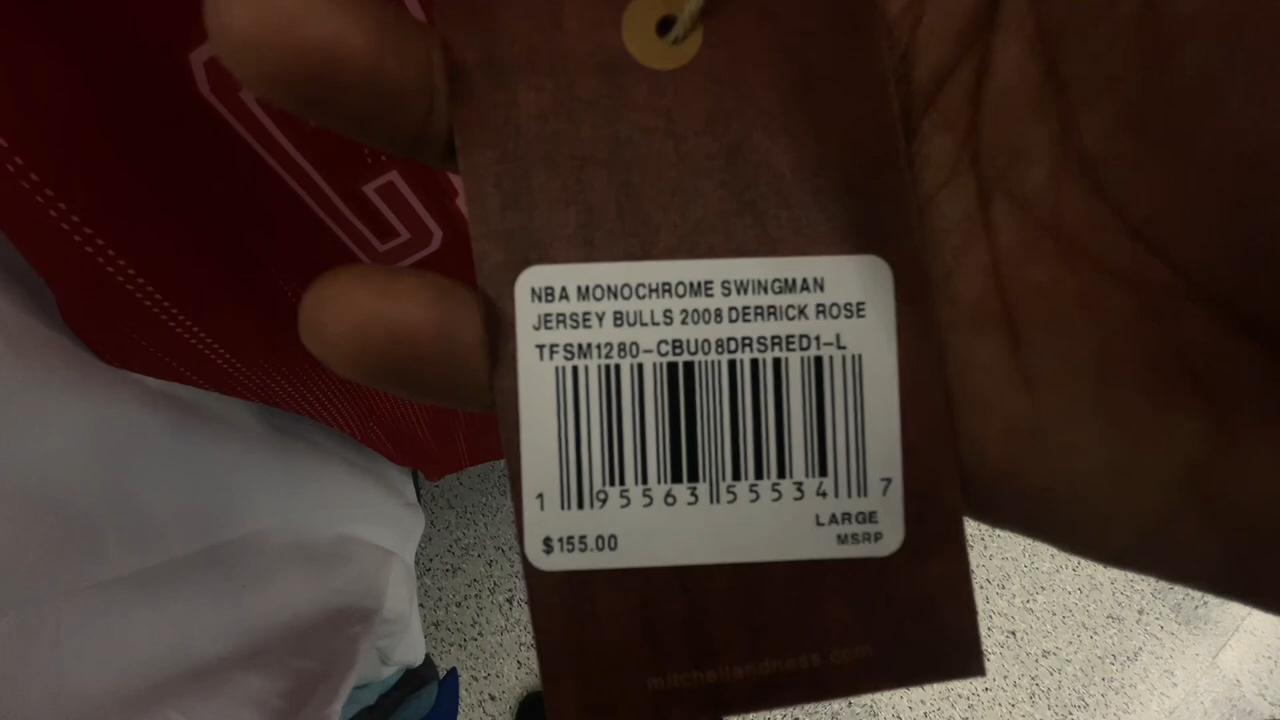 NBA MONOCHROME SWINGMAN
JERSEY BULLS 2008 DERRICK ROSE
TFSM1280-CBU08DRSRED1-L
1 95563 55534 7
LARGE
$155.00 MSRP
mitchellandness.com